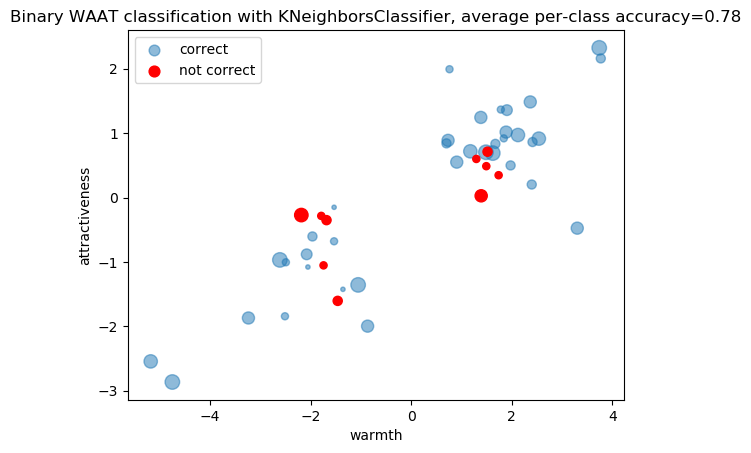 Binary WAAT classification with KNeighborsClassifier, average per-class accuracy=0.78
correct
not correct
2
1
0
−1
−2
−3
attractiveness
−4
−2
0
2
4
warmth